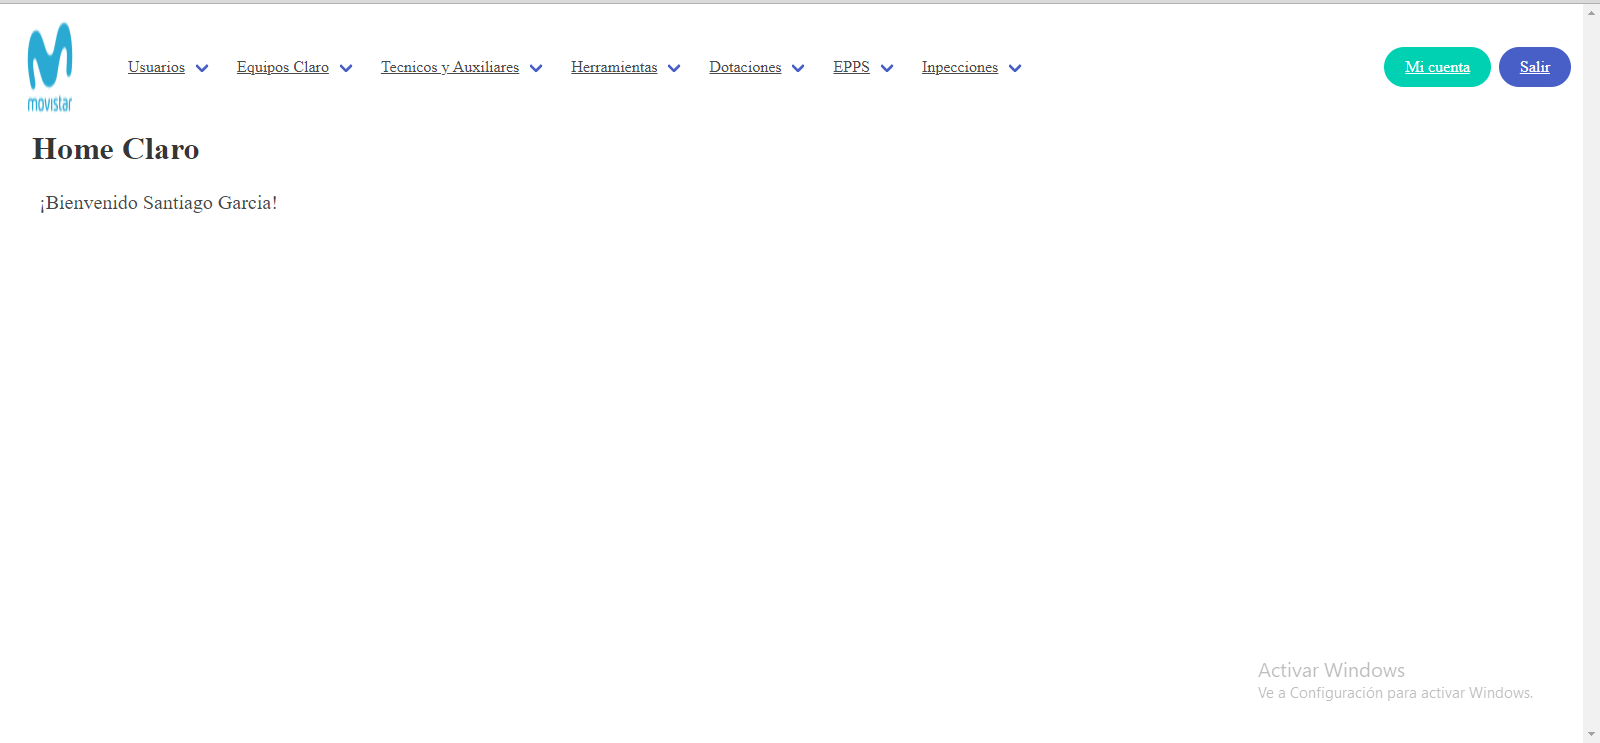 movistar
Usuarios Equipos Claro Tecnicos y Auxiliares Herramientas Dotaciones EPPS Inpecciones Mi cuenta Salir
Home Claro
¡Bienvenido Santiago Garcia!
Activar Windows
Ve a Configuración para activar Windows.